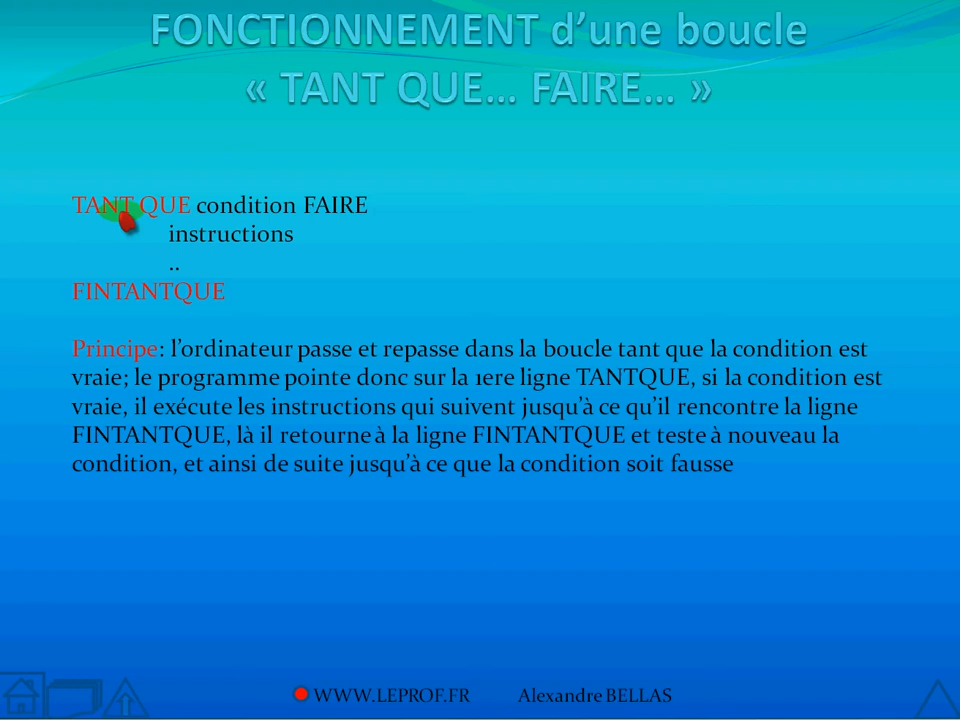 FONCTIONNEMENT d’une boucle
« TANT QUE… FAIRE… »
TANT QUE condition FAIRE
instructions
..
FINTANTQUE
Principe: l’ordinateur passe et repasse dans la boucle tant que la condition est
vraie; le programme pointe donc sur la 1ere ligne TANTQUE, si la condition est
vraie, il exécute les instructions qui suivent jusqu’à ce qu’il rencontre la ligne
FINTANTQUE, là il retourne à la ligne FINTANTQUE et teste à nouveau la
condition, et ainsi de suite jusqu’à ce que la condition soit fausse
WWW.LEPROF.FR Alexandre BELLAS